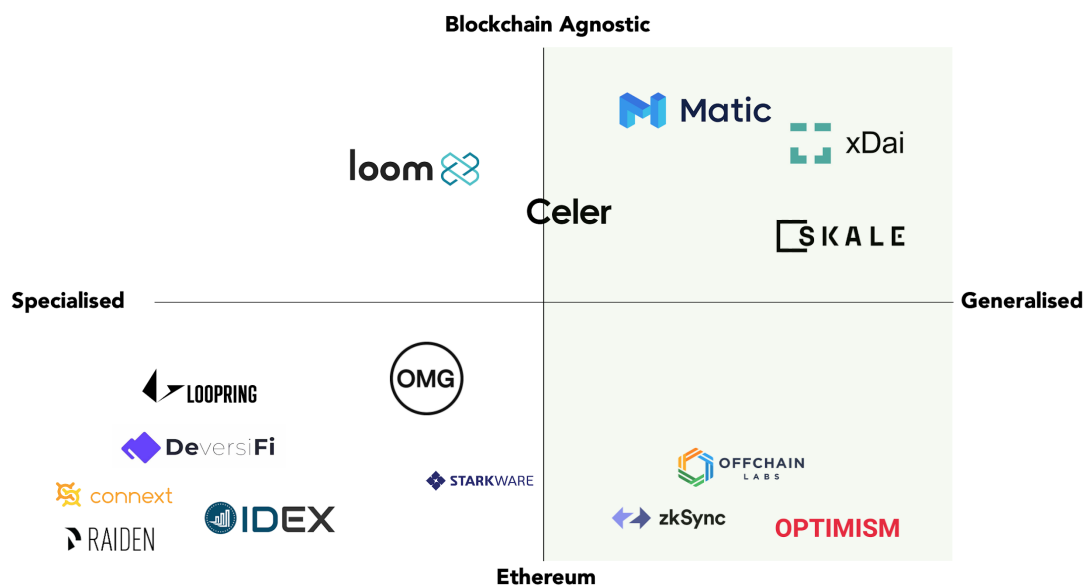 Blockchain Agnostic
Matic
xDai
loom
Celer
SKALE
Specialised
Generalised
OMG
LOOPRING
DeversiFi
OFFCHAIN
LABS
STARKWARE
connext
IDEX
zkSync
OPTIMISM
RAIDEN
Ethereum